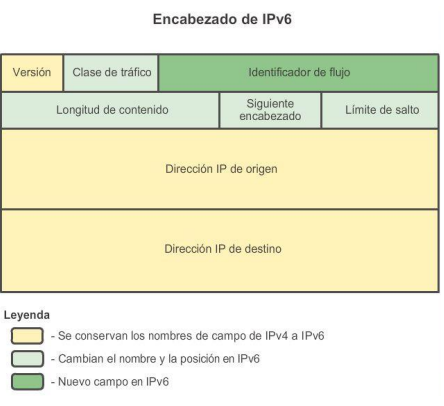 Encabezado de IPv6
Versión
Clase de tráfico
Identificador de flujo
Longitud de contenido
Siguiente
encabezado
Límite de salto
Dirección IP de origen
Dirección IP de destino
Leyenda
- Se conservan los nombres de campo de IPv4 a IPv6
- Cambian el nombre y la posición en IPv6
- Nuevo campo en IPv6